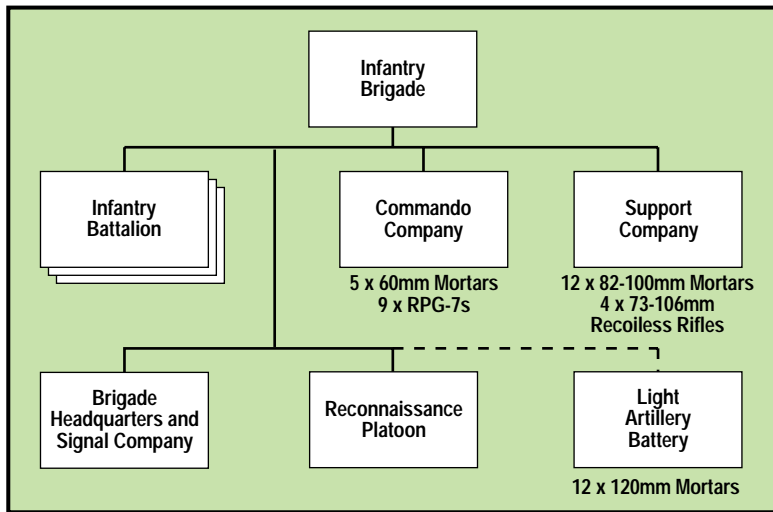 Infantry
Brigade
Infantry
Battalion
Commando
Company
5 x 60mm Mortars
9 x RPG-7s
Support
Company
12 x 82-100mm Mortars
4 x 73-106mm
Recoiless Rifles
Brigade
Headquarters and
Signal Company
Reconnaissance
Platoon
Light
Artillery
Battery
12 x 120mm Mortars